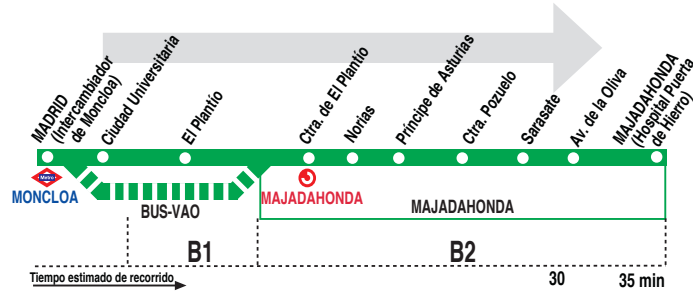 MADRID
(Intercambiador
de Moncloa)
Ciudad Universitaria
El Plantío
Ctra. de El Plantío
Norias
Príncipe de Asturias
Ctra. Pozuelo
Sarasate
Av. de la Oliva
MAJADAHONDA
(Hospital Puerta
de Hierro)
Metro
MONCLOA
BUS-VAO
MAJADAHONDA
MAJADAHONDA
B1
B2
Tiempo estimado de recorrido
30
35 min